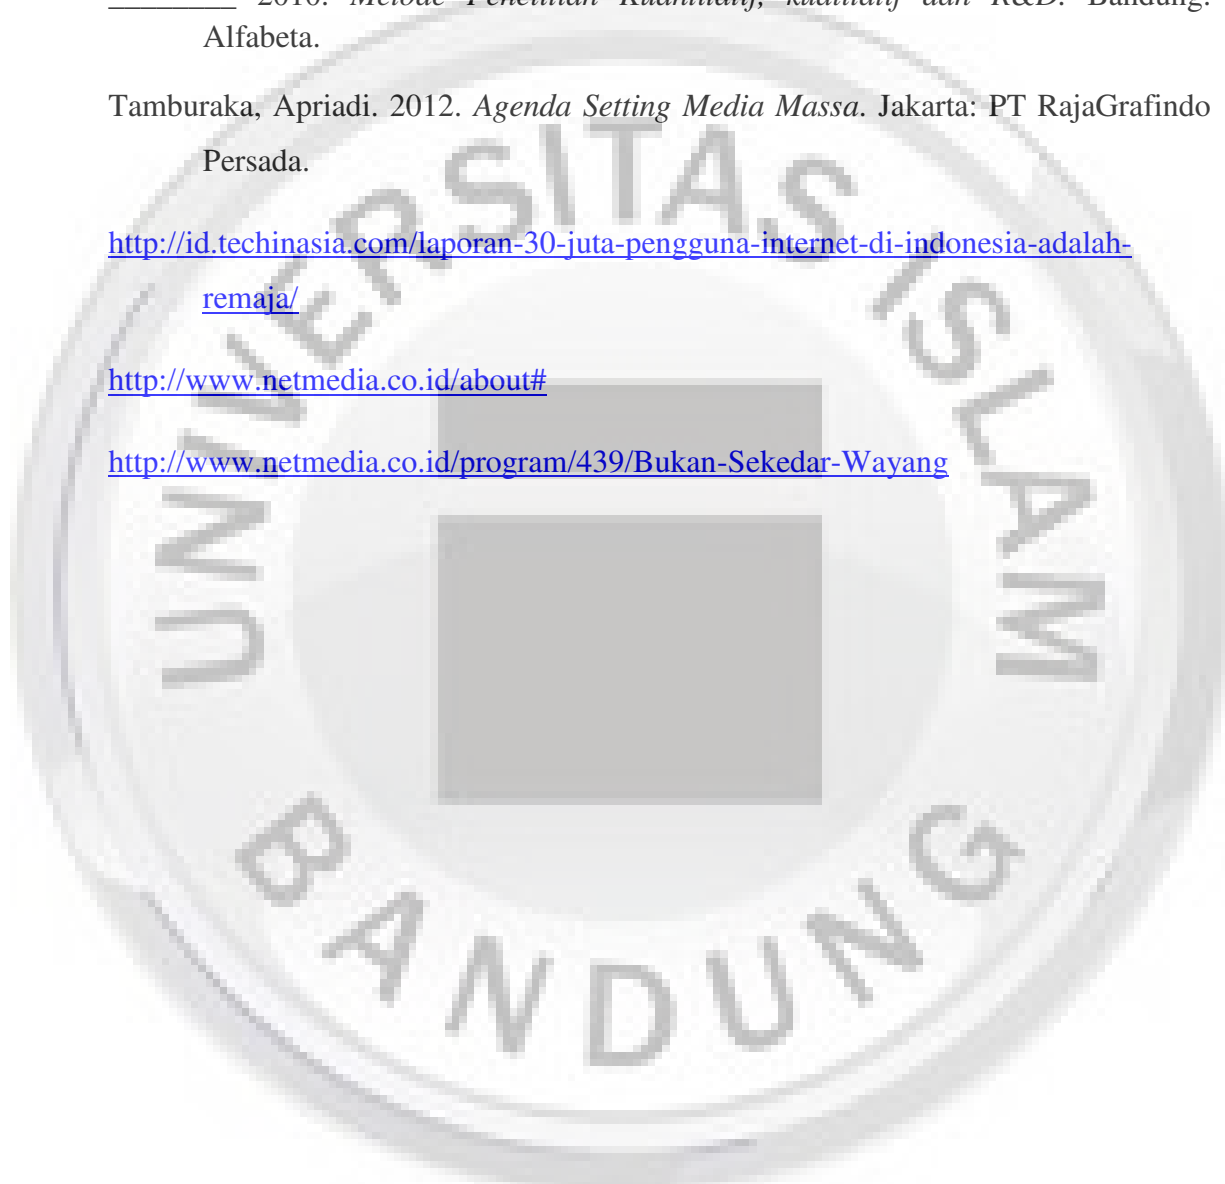 ________ 2010. Metode Penelitian Kuantitatif, kualitatif dan R&D. Bandung:
Alfabeta.
Tamburaka, Apriadi. 2012. Agenda Setting Media Massa. Jakarta: PT RajaGrafindo
Persada.
http://id.techinasia.com/laporan-30-juta-pengguna-internet-di-indonesia-adalah-
remaja/
http://www.netmedia.co.id/about#
http://www.netmedia.co.id/program/439/Bukan-Sekedar-Wayang
UNIVERSITAS ISLAM
BANDUNG